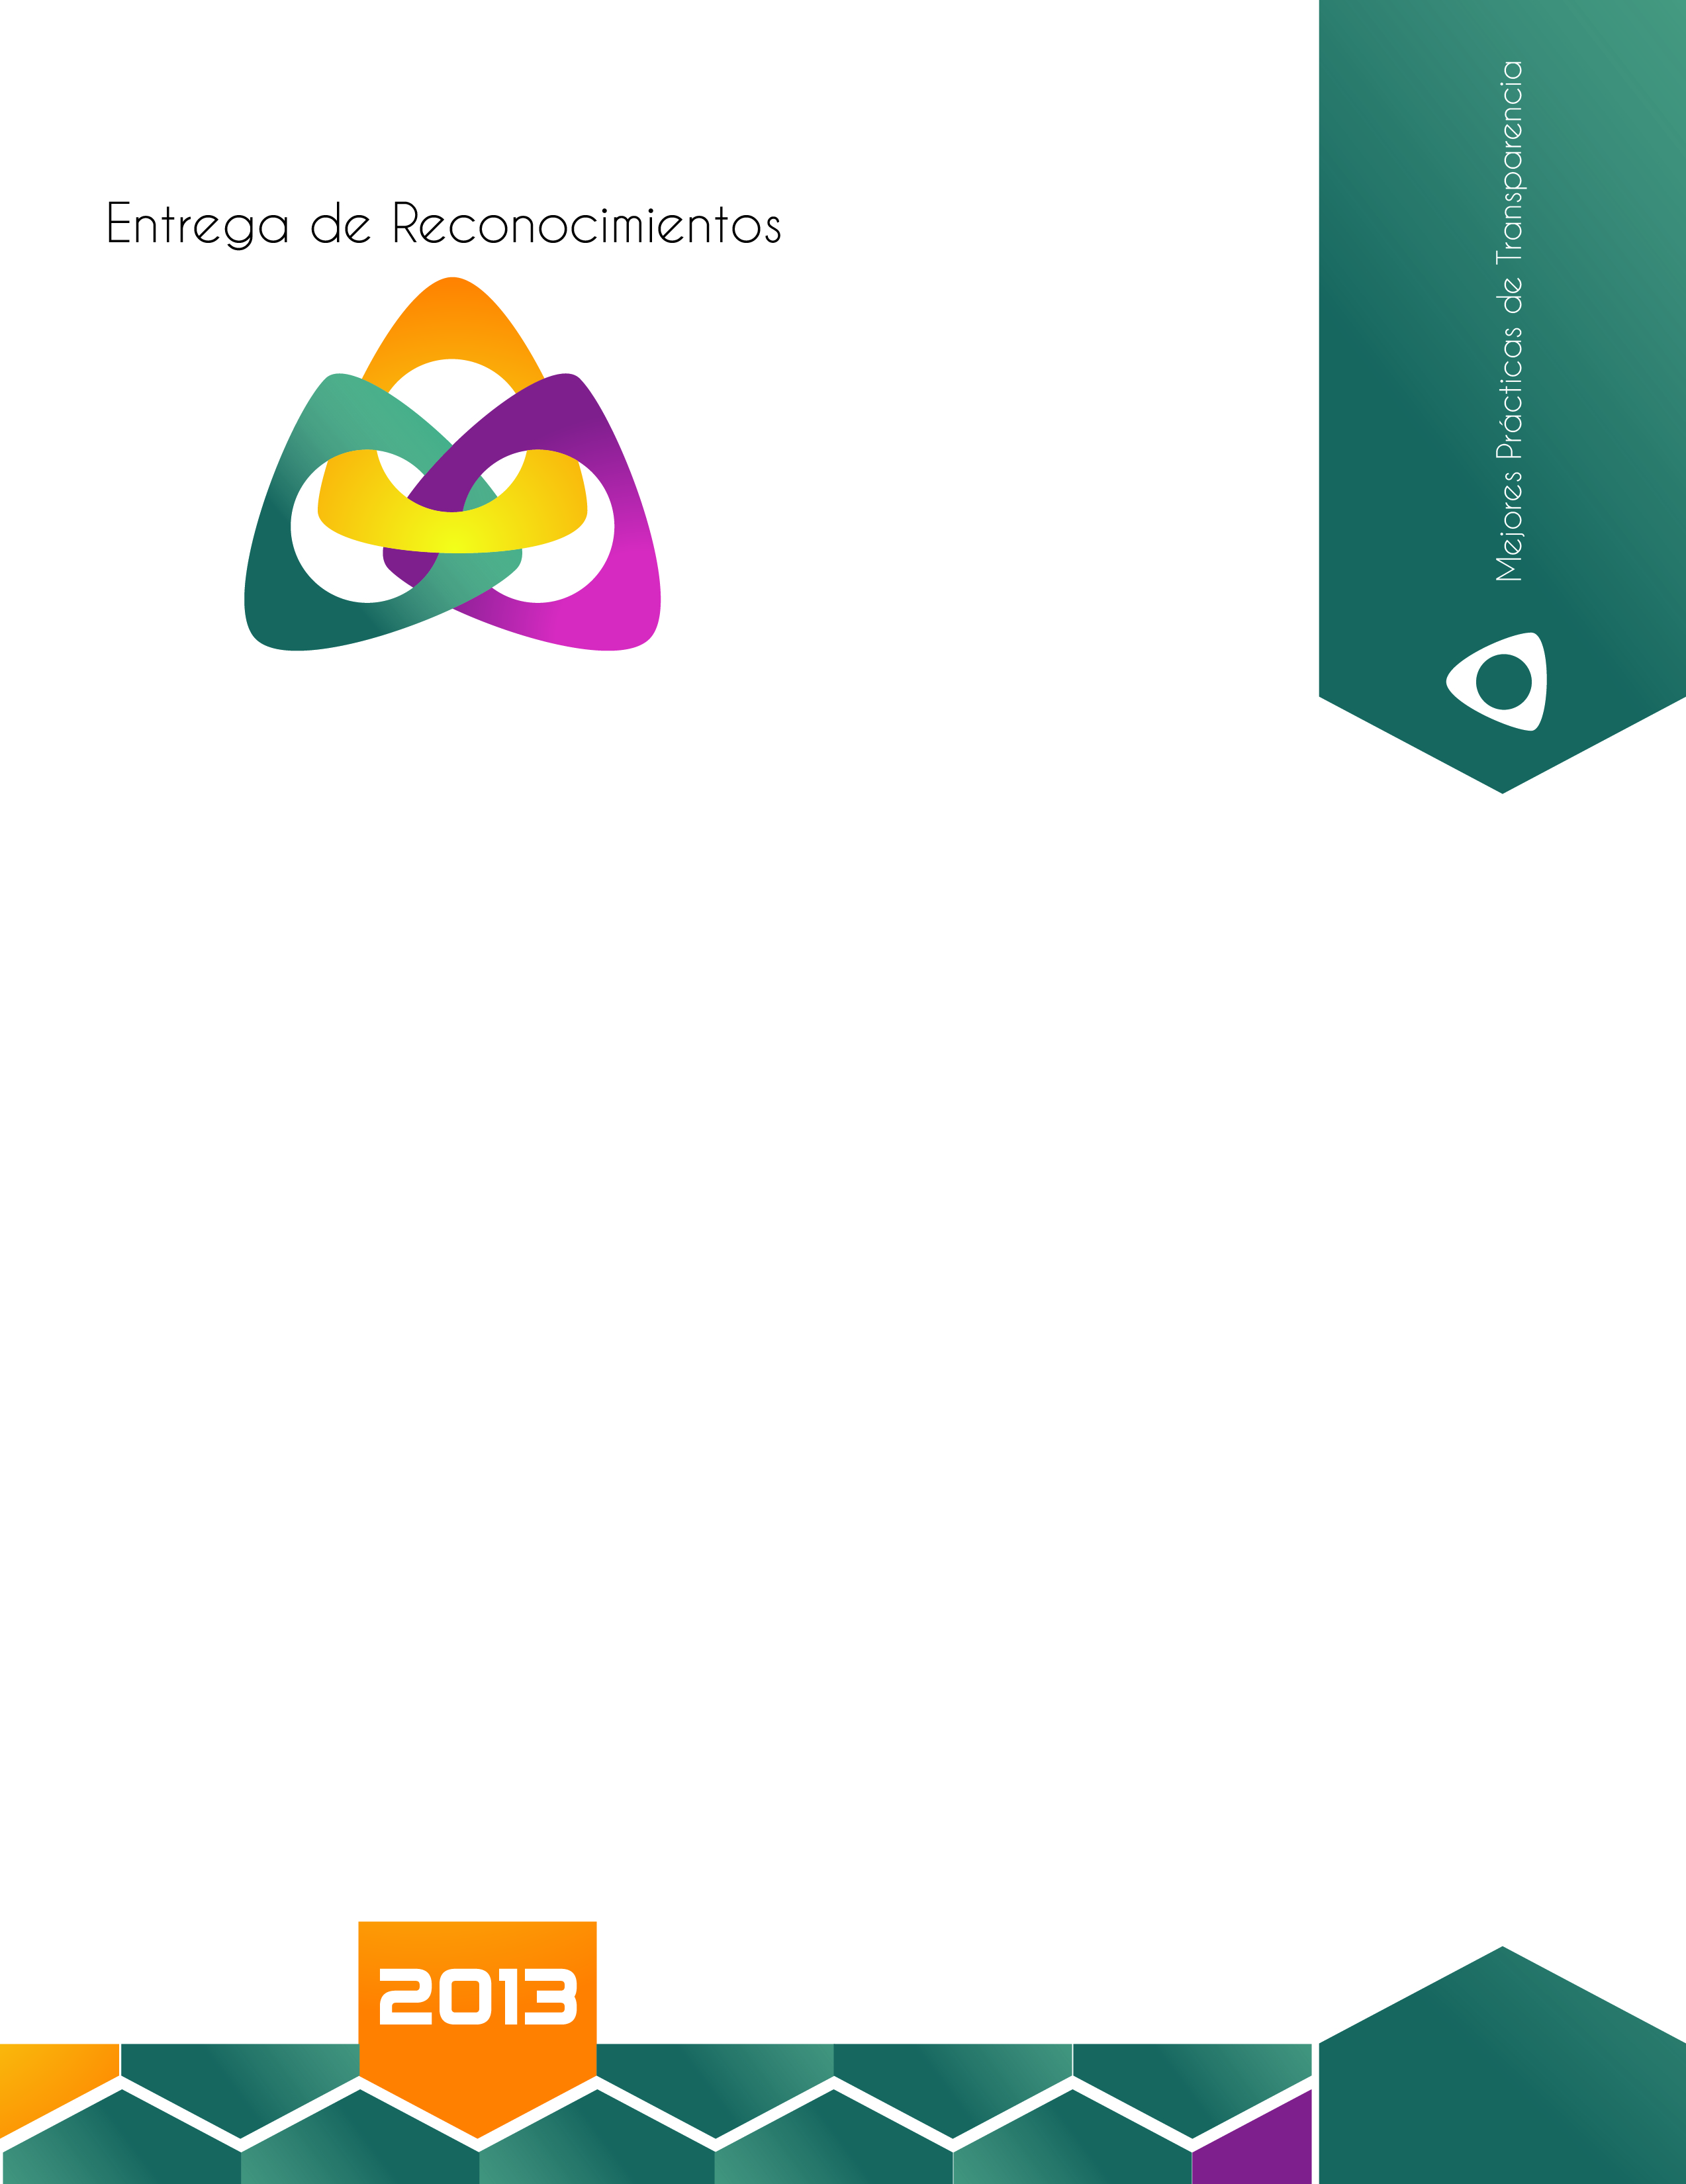 Entrega de Reconocimientos
Mejores Prácticas de Transparencia
2013